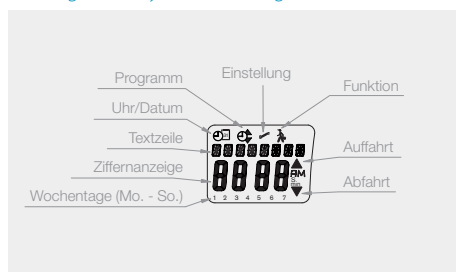 Programm
Einstellung
Funktion
Uhr/Datum
Textzeile
Auffahrt
Ziffernanzeige
AM
Abfahrt
Wochentage (Mo. - So.)
1 2 3 4 5 6 7